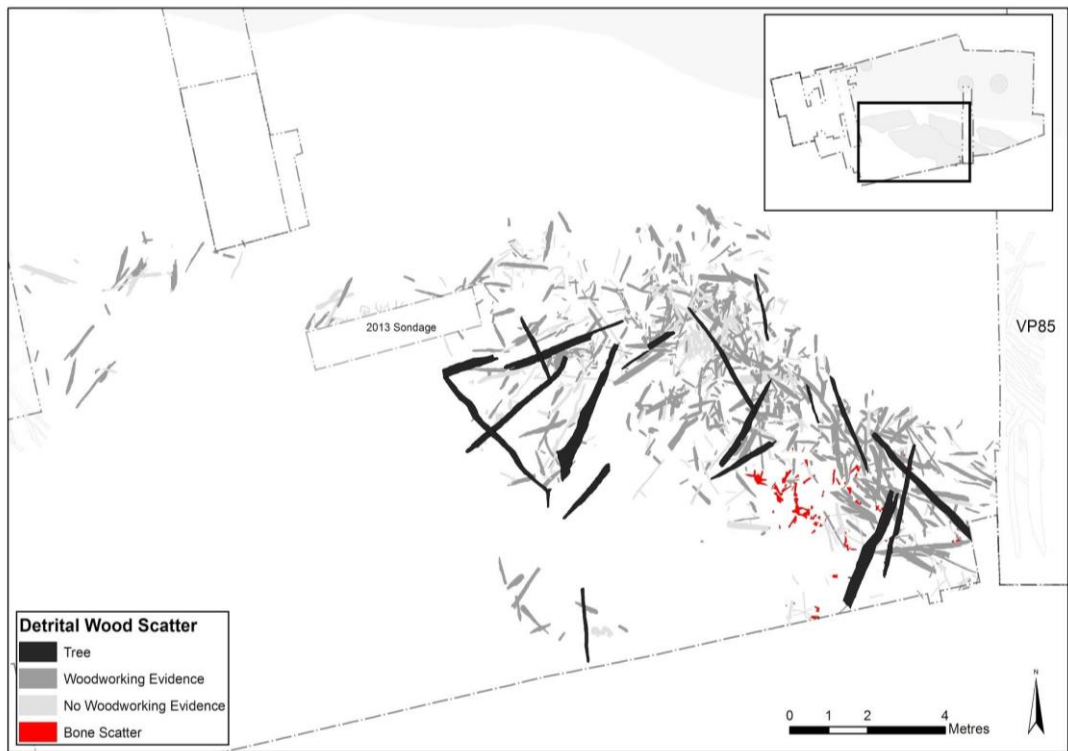 2013 Sondage
VP85
Detrital Wood Scatter
Tree
Woodworking Evidence
No Woodworking Evidence
Bone Scatter
N
0 1 2 4
Metres